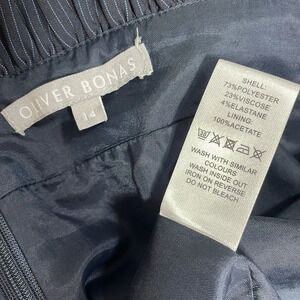 OLIVER BONAS
14
SHELL:
73%POLYESTER
23%VISCOSE
4%ELASTANE
LINING:
100%ACETATE
WASH WITH SIMILAR
COLOURS
WASH INSIDE OUT
IRON ON REVERSE
DO NOT BLEACH